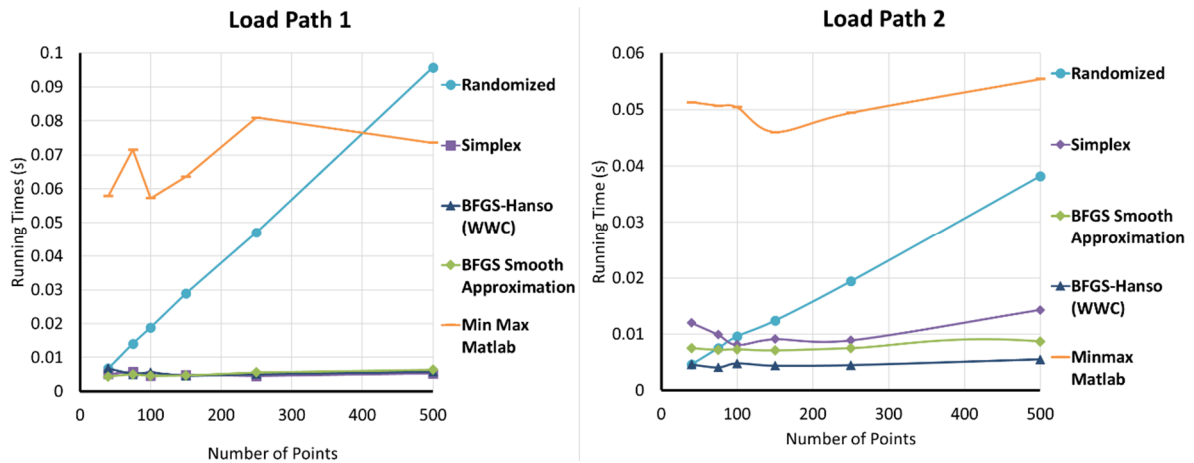 Load Path 1
Running Times (s)
0.1
0.09
0.08
0.07
0.06
0.05
0.04
0.03
0.02
0.01
0
0
100
200
300
400
500
Number of Points
Randomized
Simplex
BFGS-Hanso
(WWC)
BFGS Smooth
Approximation
Min Max
Matlab
Load Path 2
Running Time (s)
0.06
0.05
0.04
0.03
0.02
0.01
0
0
100
200
300
400
500
Number of Points
Randomized
Simplex
BFGS Smooth
Approximation
BFGS-Hanso
(WWC)
Minmax
Matlab